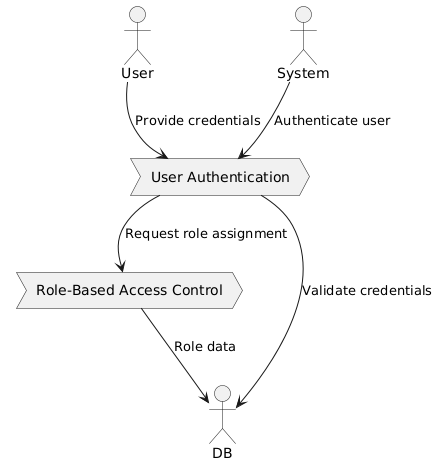 User
System
Provide credentials
Authenticate user
User Authentication
Request role assignment
Role-Based Access Control
Validate credentials
Role data
DB